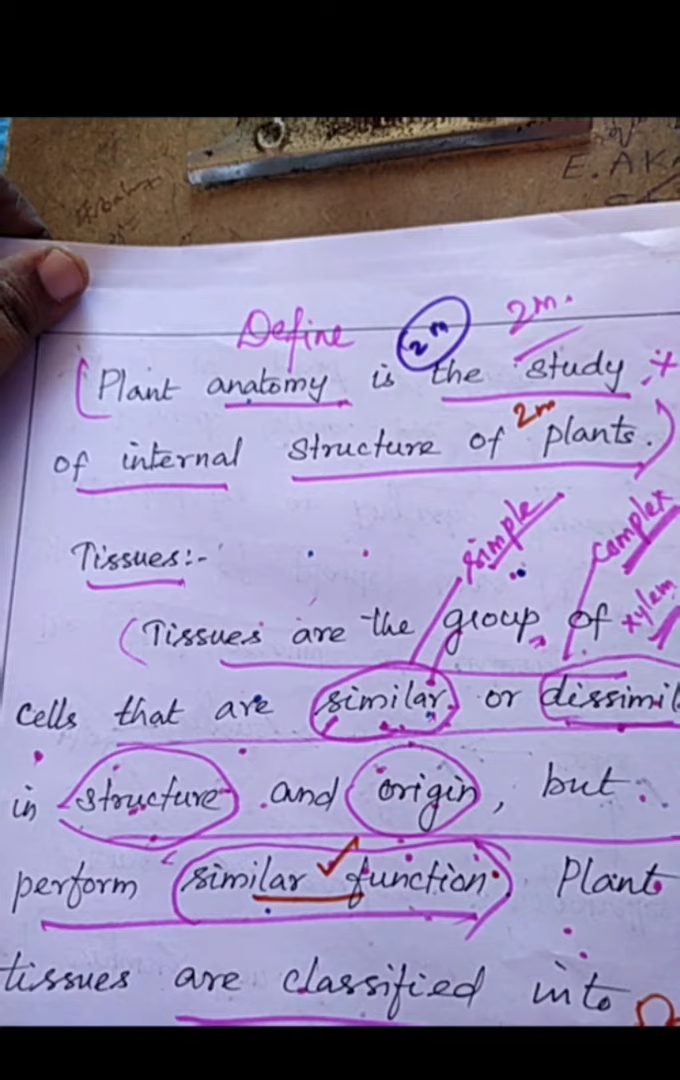 E. AK
Define 2m 2m.
(Plant anatomy is the study
2m
of internal structure of plants.)
simple complex
Tissues:-
xylem
(Tissues are the group of
cells that are similar or dissimil
in structure and origin, but
perform similar function. Plant
tissues are classified into